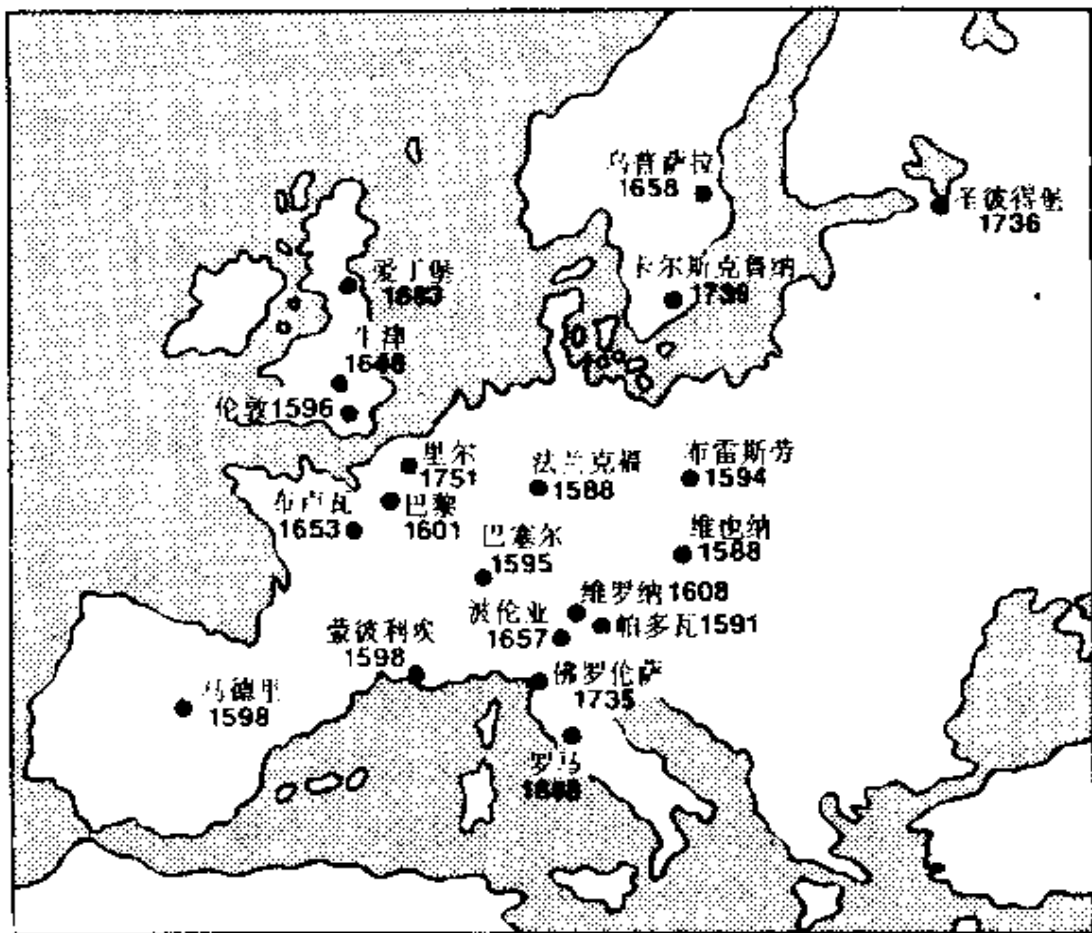 乌普萨拉
1658
圣彼得堡
1736
爱丁堡
1683
卡尔斯克鲁纳
牛津
1648
伦敦1596
里尔
1751
法兰克福
1588
布雷斯劳
1594
布卢瓦
1653
巴黎
1601
巴塞尔
1595
维也纳
1588
维罗纳1608
波伦亚
1657
帕多瓦1591
蒙彼利埃
1598
佛罗伦萨
1735
马德里
1598
罗马